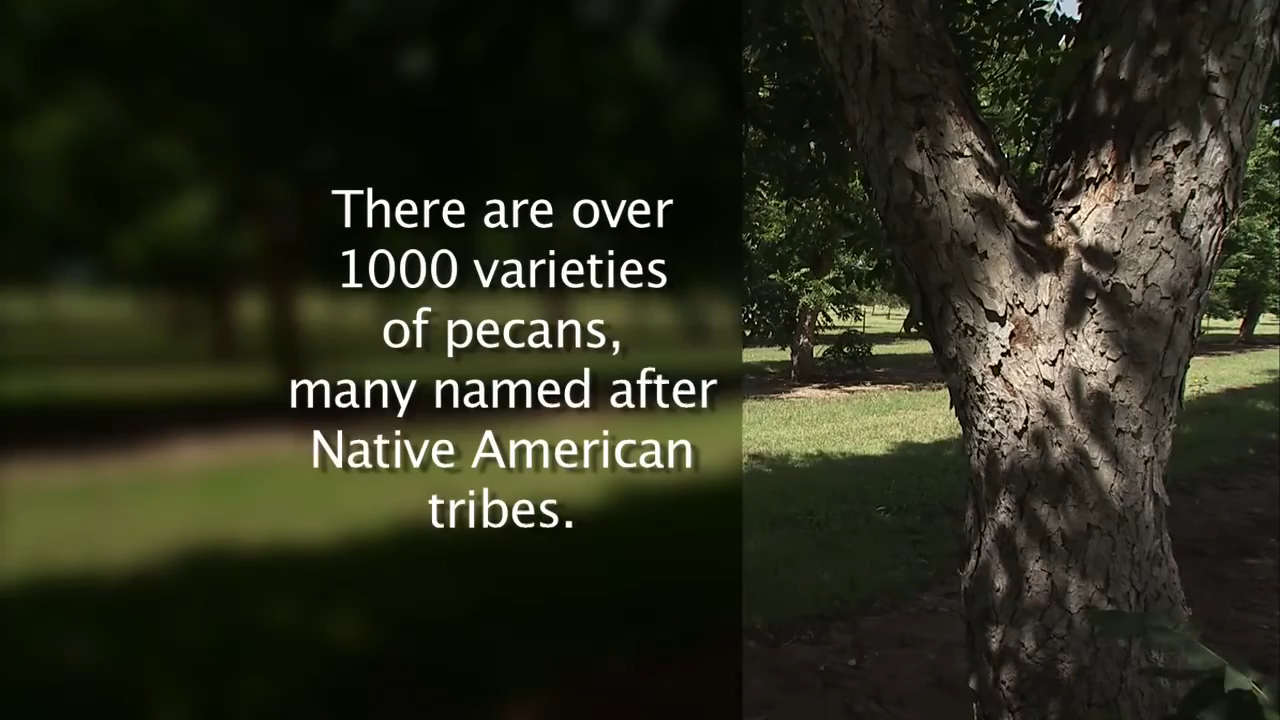 There are over
1000 varieties
of pecans,
many named after
Native American
tribes.